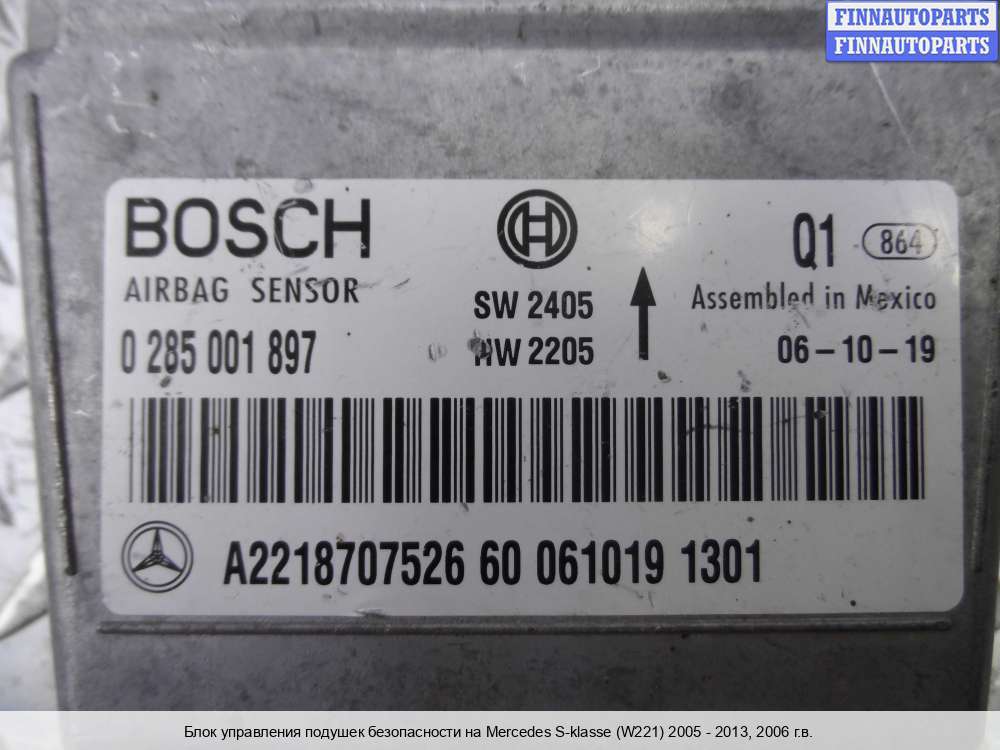 FINNAUTOPARTS
FINNAUTOPARTS
BOSCH
Q1 864
AIRBAG SENSOR
SW 2405
Assembled in Mexico
0 285 001 897
HW 2205
06-10-19
A2218707526 60 061019 1301
Блок управления подушек безопасности на Mercedes S-klasse (W221) 2005 - 2013, 2006 г.в.